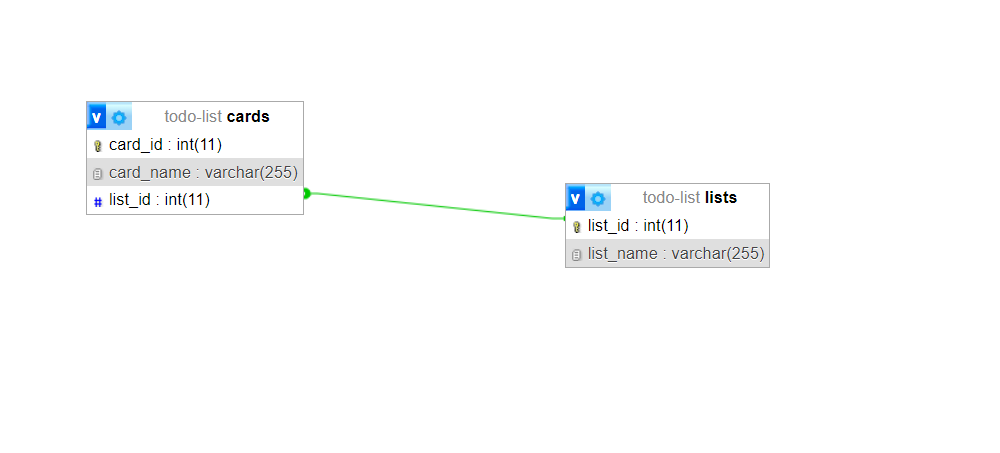 v todo-list cards
card_id : int(11)
card_name : varchar(255)
# list_id : int(11)
v todo-list lists
list_id : int(11)
list_name : varchar(255)